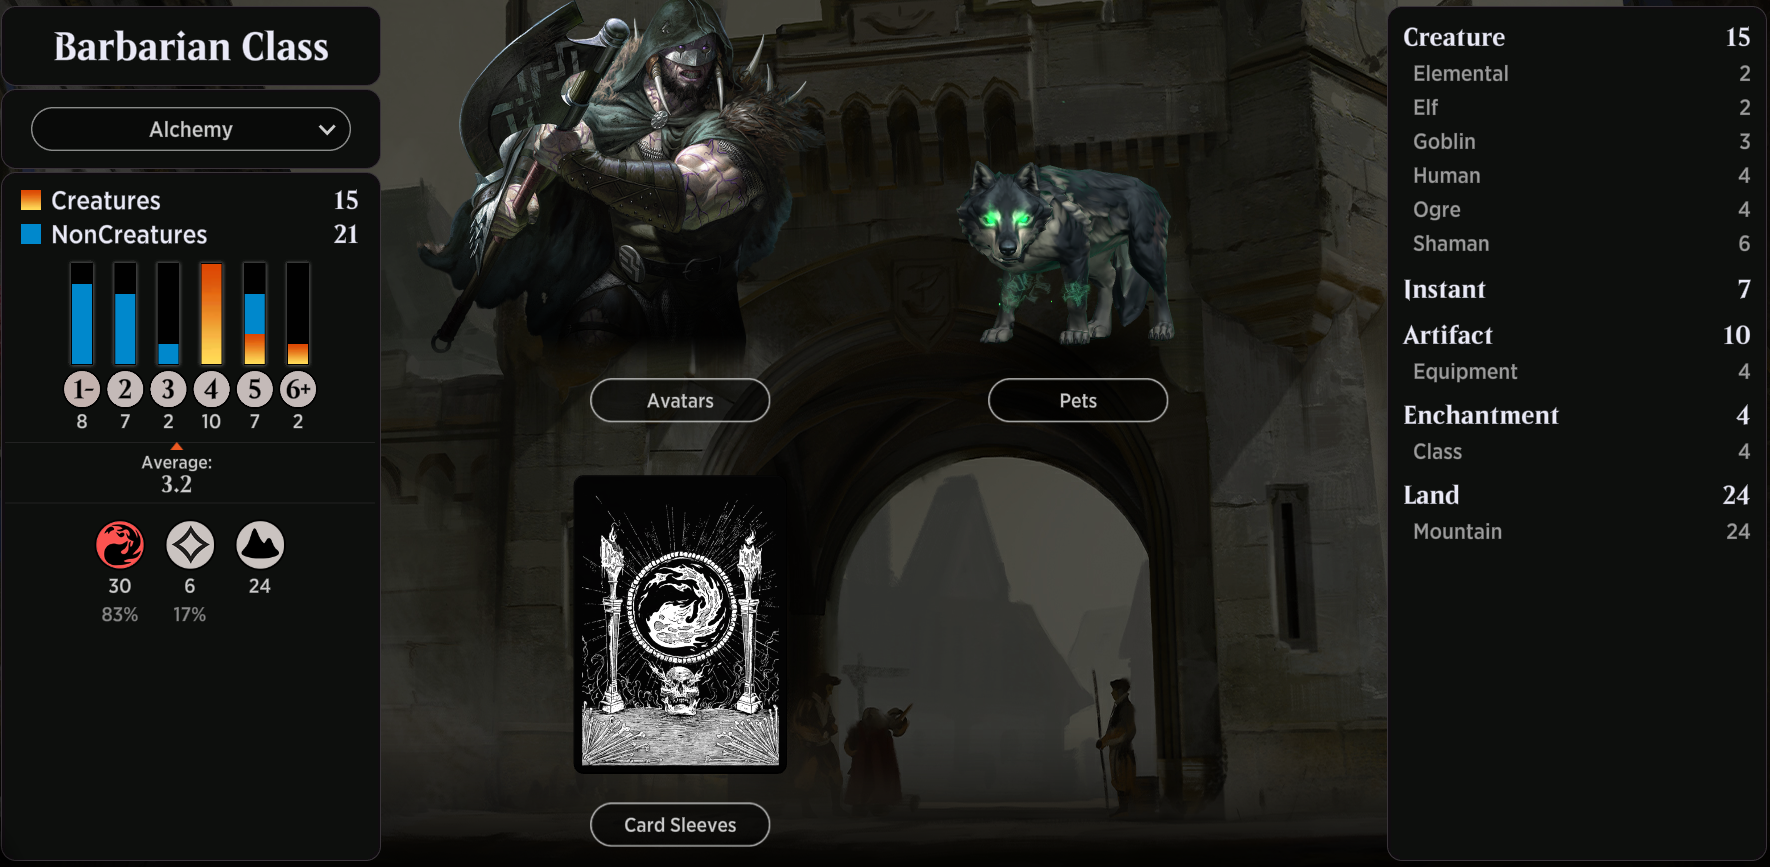 Barbarian Class
Alchemy
Creatures 15
NonCreatures 21
1- 2 3 4 5 6+
8 7 2 10 7 2
Average:
3.2
30 6 24
83% 17%
Avatars
Pets
Card Sleeves
Creature 15
Elemental 2
Elf 2
Goblin 3
Human 4
Ogre 4
Shaman 6
Instant 7
Artifact 10
Equipment 4
Enchantment 4
Class 4
Land 24
Mountain 24